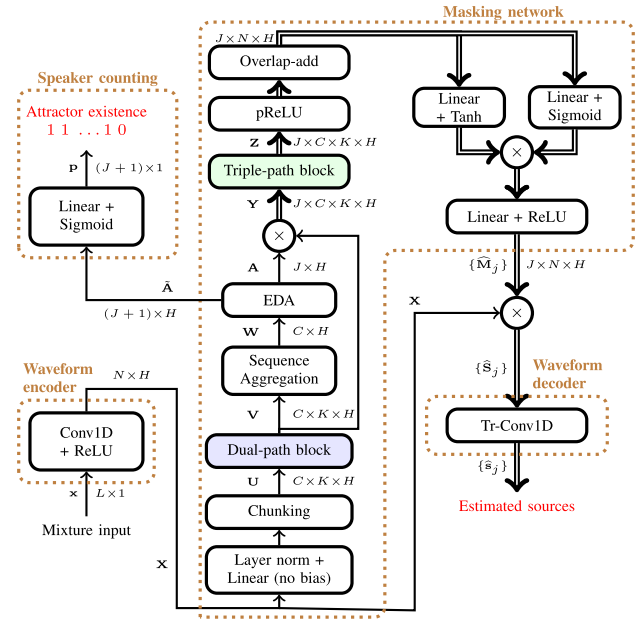 Masking network
J×N×H
Overlap-add
Speaker counting
Attractor existence
1 1 …1 0
p
(J + 1)×1
Linear +
Sigmoid
pReLU
Z
J×C×K×H
Triple-path block
Y
J×C×K×H
×
A
J×H
Ã
(J + 1)×H
EDA
W
C×H
Sequence
Aggregation
V
C×K×H
Dual-path block
U
C×K×H
Chunking
Layer norm +
Linear (no bias)
Linear
+ Tanh
Linear +
Sigmoid
×
Linear + ReLU
{M̂j}
J×N×H
X
×
{Ŝj}
Waveform
decoder
Tr-Conv1D
{ŝj}
Estimated sources
Waveform
encoder
N×H
Conv1D
+ ReLU
x
L×1
Mixture input
X